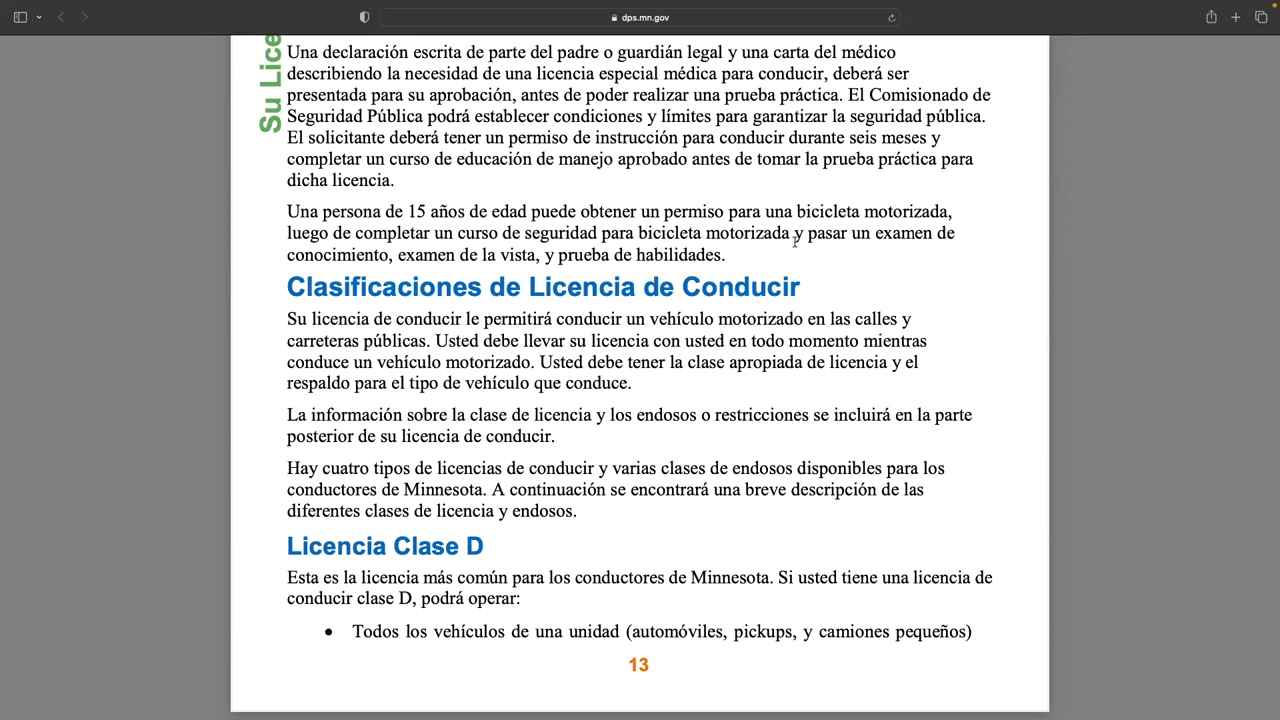 dps.mn.gov
Su Lice
Una declaración escrita de parte del padre o guardián legal y una carta del médico
describiendo la necesidad de una licencia especial médica para conducir, deberá ser
presentada para su aprobación, antes de poder realizar una prueba práctica. El Comisionado de
Seguridad Pública podrá establecer condiciones y límites para garantizar la seguridad pública.
El solicitante deberá tener un permiso de instrucción para conducir durante seis meses y
completar un curso de educación de manejo aprobado antes de tomar la prueba práctica para
dicha licencia.
Una persona de 15 años de edad puede obtener un permiso para una bicicleta motorizada,
luego de completar un curso de seguridad para bicicleta motorizada y pasar un examen de
conocimiento, examen de la vista, y prueba de habilidades.
Clasificaciones de Licencia de Conducir
Su licencia de conducir le permitirá conducir un vehículo motorizado en las calles y
carreteras públicas. Usted debe llevar su licencia con usted en todo momento mientras
conduce un vehículo motorizado. Usted debe tener la clase apropiada de licencia y el
respaldo para el tipo de vehículo que conduce.
La información sobre la clase de licencia y los endosos o restricciones se incluirá en la parte
posterior de su licencia de conducir.
Hay cuatro tipos de licencias de conducir y varias clases de endosos disponibles para los
conductores de Minnesota. A continuación se encontrará una breve descripción de las
diferentes clases de licencia y endosos.
Licencia Clase D
Esta es la licencia más común para los conductores de Minnesota. Si usted tiene una licencia de
conducir clase D, podrá operar:
• Todos los vehículos de una unidad (automóviles, pickups, y camiones pequeños)
13